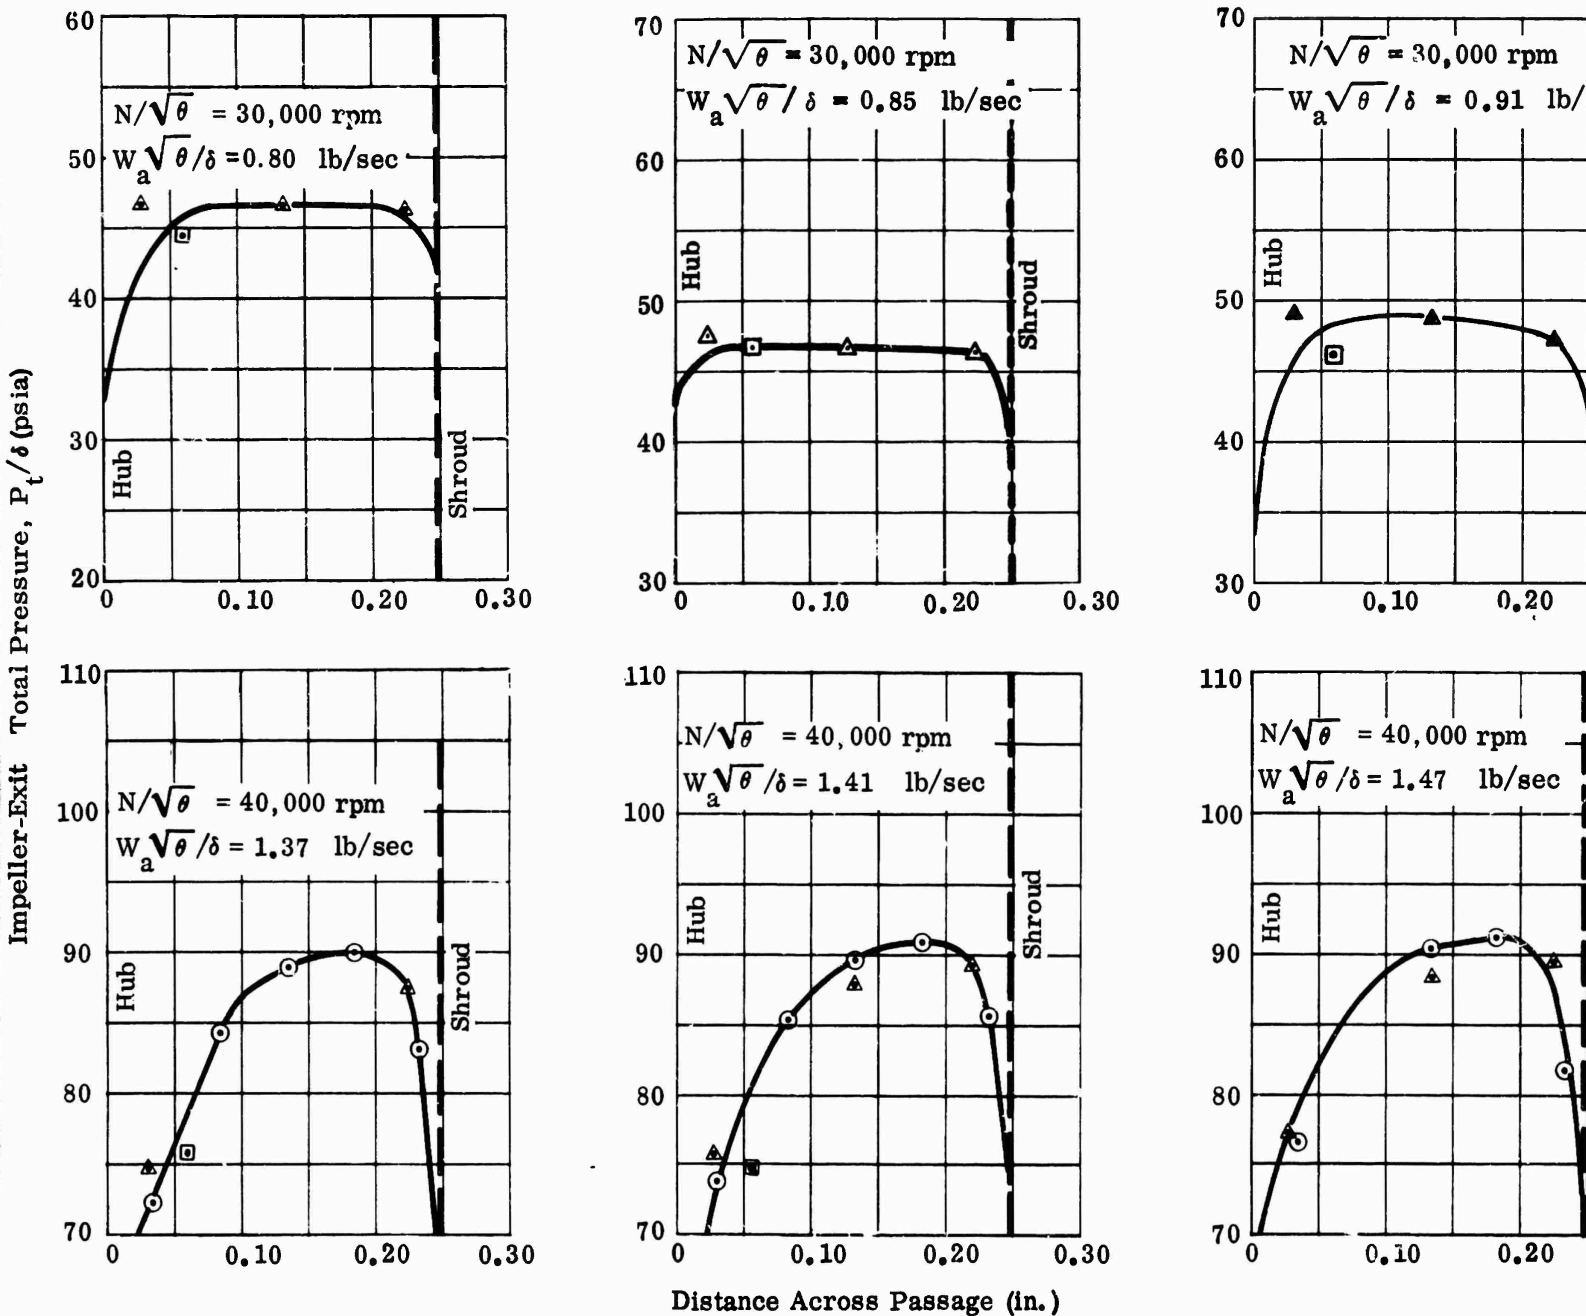 Impeller-Exit Total Pressure, Pt/δ (psia)
60
50
40
30
20
N/√θ = 30,000 rpm
Wa√θ/δ = 0.80 lb/sec
Hub
Shroud
0 0.10 0.20 0.30
70
60
50
40
30
N/√θ = 30,000 rpm
Wa√θ/δ = 0.85 lb/sec
Hub
Shroud
0 0.10 0.20 0.30
70
60
50
40
30
N/√θ = 30,000 rpm
Wa√θ/δ = 0.91 lb/
Hub
0 0.10 0.20
110
100
90
80
70
N/√θ = 40,000 rpm
Wa√θ/δ = 1.37 lb/sec
Hub
Shroud
0 0.10 0.20 0.30
110
100
90
80
70
N/√θ = 40,000 rpm
Wa√θ/δ = 1.41 lb/sec
Hub
Shroud
0 0.10 0.20 0.30
110
100
90
80
70
N/√θ = 40,000 rpm
Wa√θ/δ = 1.47 lb/sec
Hub
0 0.10 0.20
Distance Across Passage (in.)